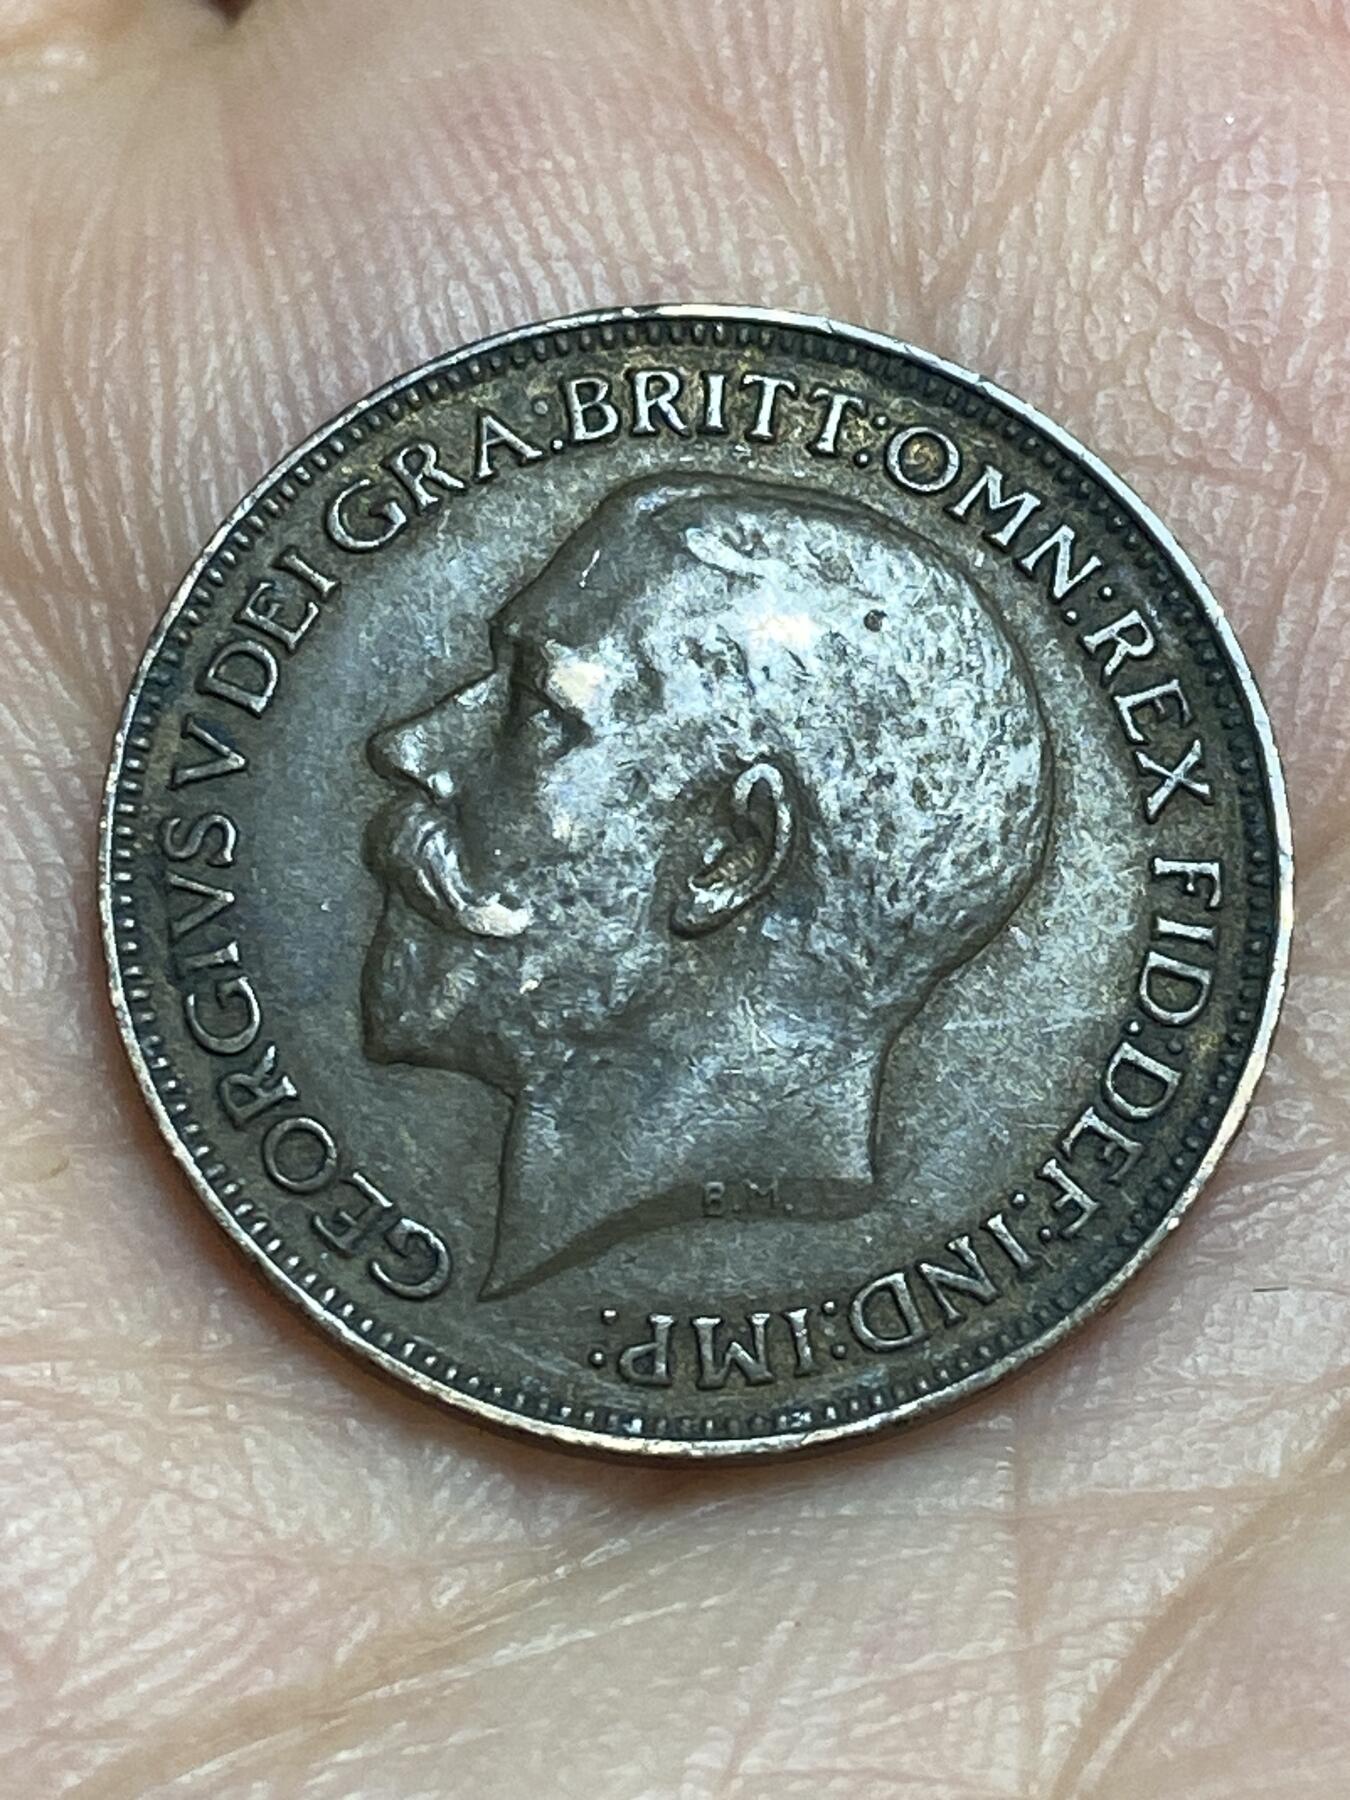 GEORGIVS V DEI GRA:BRITT:OMN:REX FID:DEF:IND:IMP:
B.M.